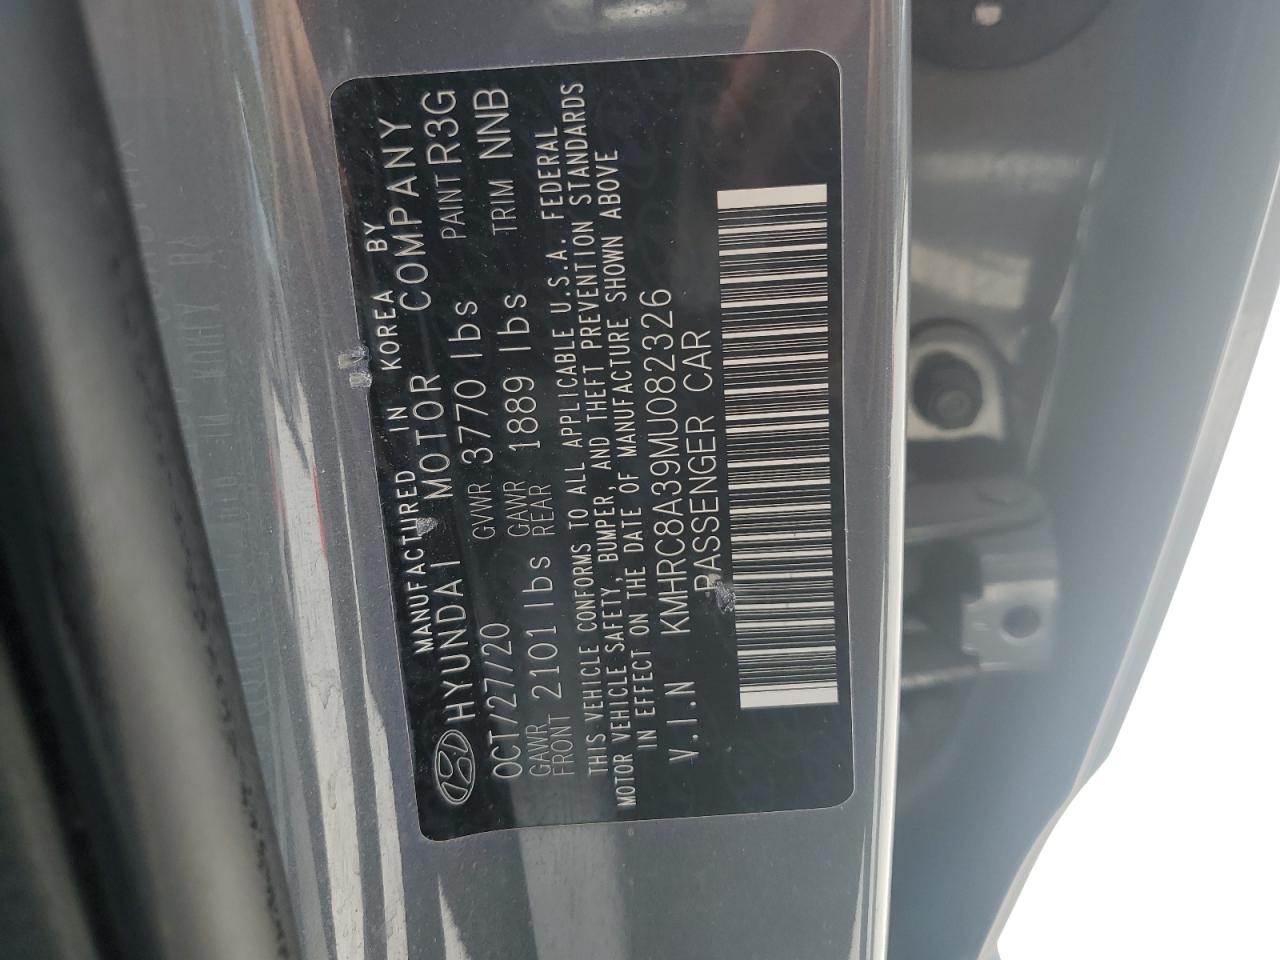 MANUFACTURED IN KOREA BY
HYUNDAI MOTOR COMPANY
OCT/27/20 GVWR 3770 lbs PAINT R3G
GAWR FRONT 2101 lbs GAWR REAR 1889 lbs TRIM NNB
THIS VEHICLE CONFORMS TO ALL APPLICABLE U.S.A. FEDERAL
MOTOR VEHICLE SAFETY, BUMPER, AND THEFT PREVENTION STANDARDS
IN EFFECT ON THE DATE OF MANUFACTURE SHOWN ABOVE
V.I.N KMHRC8A39MU082326
PASSENGER CAR